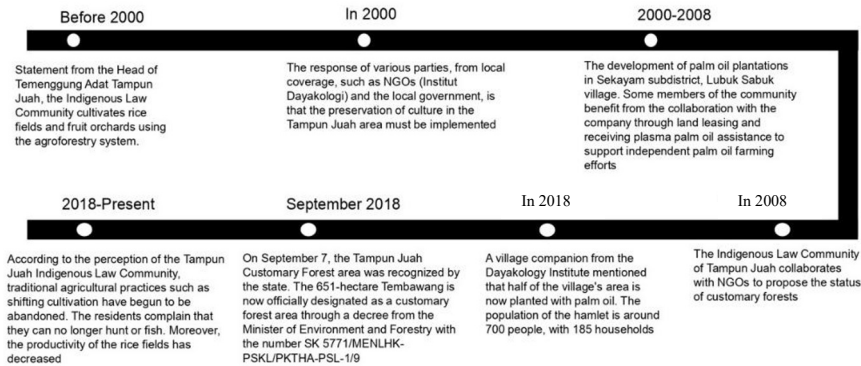 Before 2000
In 2000
2000-2008
Statement from the Head of
Temenggung Adat Tampun
Juah, the Indigenous Law
Community cultivates rice
fields and fruit orchards using
the agroforestry system.
The response of various parties, from local
coverage, such as NGOs (Institut
Dayakologi) and the local government, is
that the preservation of culture in the
Tampun Juah area must be implemented
The development of palm oil plantations
in Sekayam subdistrict, Lubuk Sabuk
village. Some members of the community
benefit from the collaboration with the
company through land leasing and
receiving plasma palm oil assistance to
support independent palm oil farming
efforts
2018-Present
September 2018
In 2018
In 2008
According to the perception of the Tampun
Juah Indigenous Law Community,
traditional agricultural practices such as
shifting cultivation have begun to be
abandoned. The residents complain that
they can no longer hunt or fish. Moreover,
the productivity of the rice fields has
decreased
On September 7, the Tampun Juah
Customary Forest area was recognized by
the state. The 651-hectare Tembawang is
now officially designated as a customary
forest area through a decree from the
Minister of Environment and Forestry with
the number SK 5771/MENLHK-
PSKL/PKTHA-PSL-1/9
A village companion from the
Dayakology Institute mentioned
that half of the village's area is
now planted with palm oil. The
population of the hamlet is around
700 people, with 185 households
The Indigenous Law Community
of Tampun Juah collaborates
with NGOs to propose the status
of customary forests